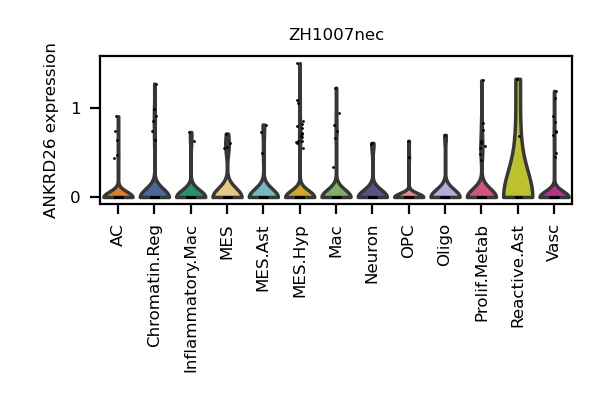 ZH1007nec
ANKRD26 expression
1
0
AC
Chromatin.Reg
Inflammatory.Mac
MES
MES.Ast
MES.Hyp
Mac
Neuron
OPC
Oligo
Prolif.Metab
Reactive.Ast
Vasc